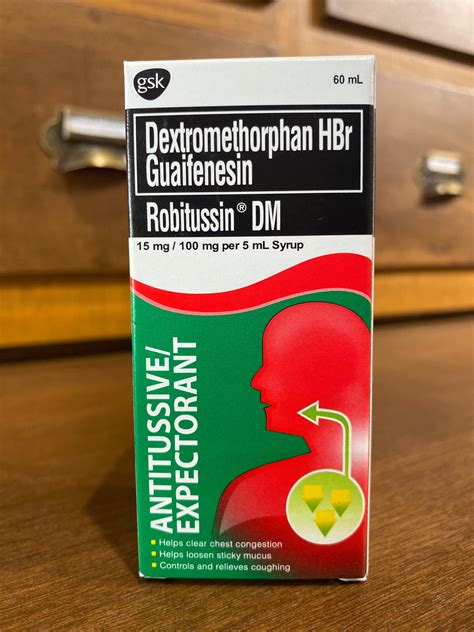 gsk
60 mL
Dextromethorphan HBr
Guaifenesin
Robitussin® DM
15 mg / 100 mg per 5 mL Syrup
ANTITUSSIVE/
EXPECTORANT
Helps clear chest congestion
Helps loosen sticky mucus
Controls and relieves coughing